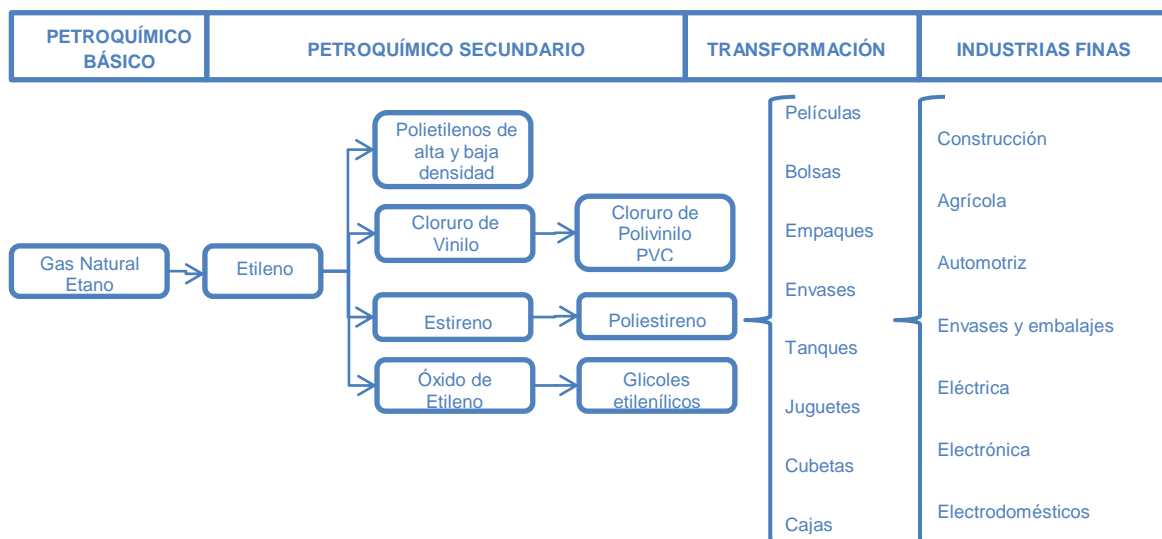 PETROQUÍMICO
BÁSICO
PETROQUÍMICO SECUNDARIO
TRANSFORMACIÓN
INDUSTRIAS FINAS
Gas Natural
Etano
Etileno
Polietilenos de
alta y baja
densidad
Cloruro de
Vinilo
Cloruro de
Polivinilo
PVC
Estireno
Poliestireno
Óxido de
Etileno
Glicoles
etilenílicos
Películas
Bolsas
Empaques
Envases
Tanques
Juguetes
Cubetas
Cajas
Construcción
Agrícola
Automotriz
Envases y embalajes
Eléctrica
Electrónica
Electrodomésticos